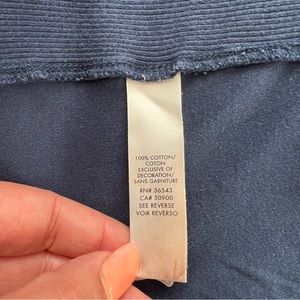 100% COTTON/
COTON
EXCLUSIVE OF
DECORATION/
SANS GARNITURE
RN# 36543
CA# 50900
SEE REVERSE
VOIR REVERSO